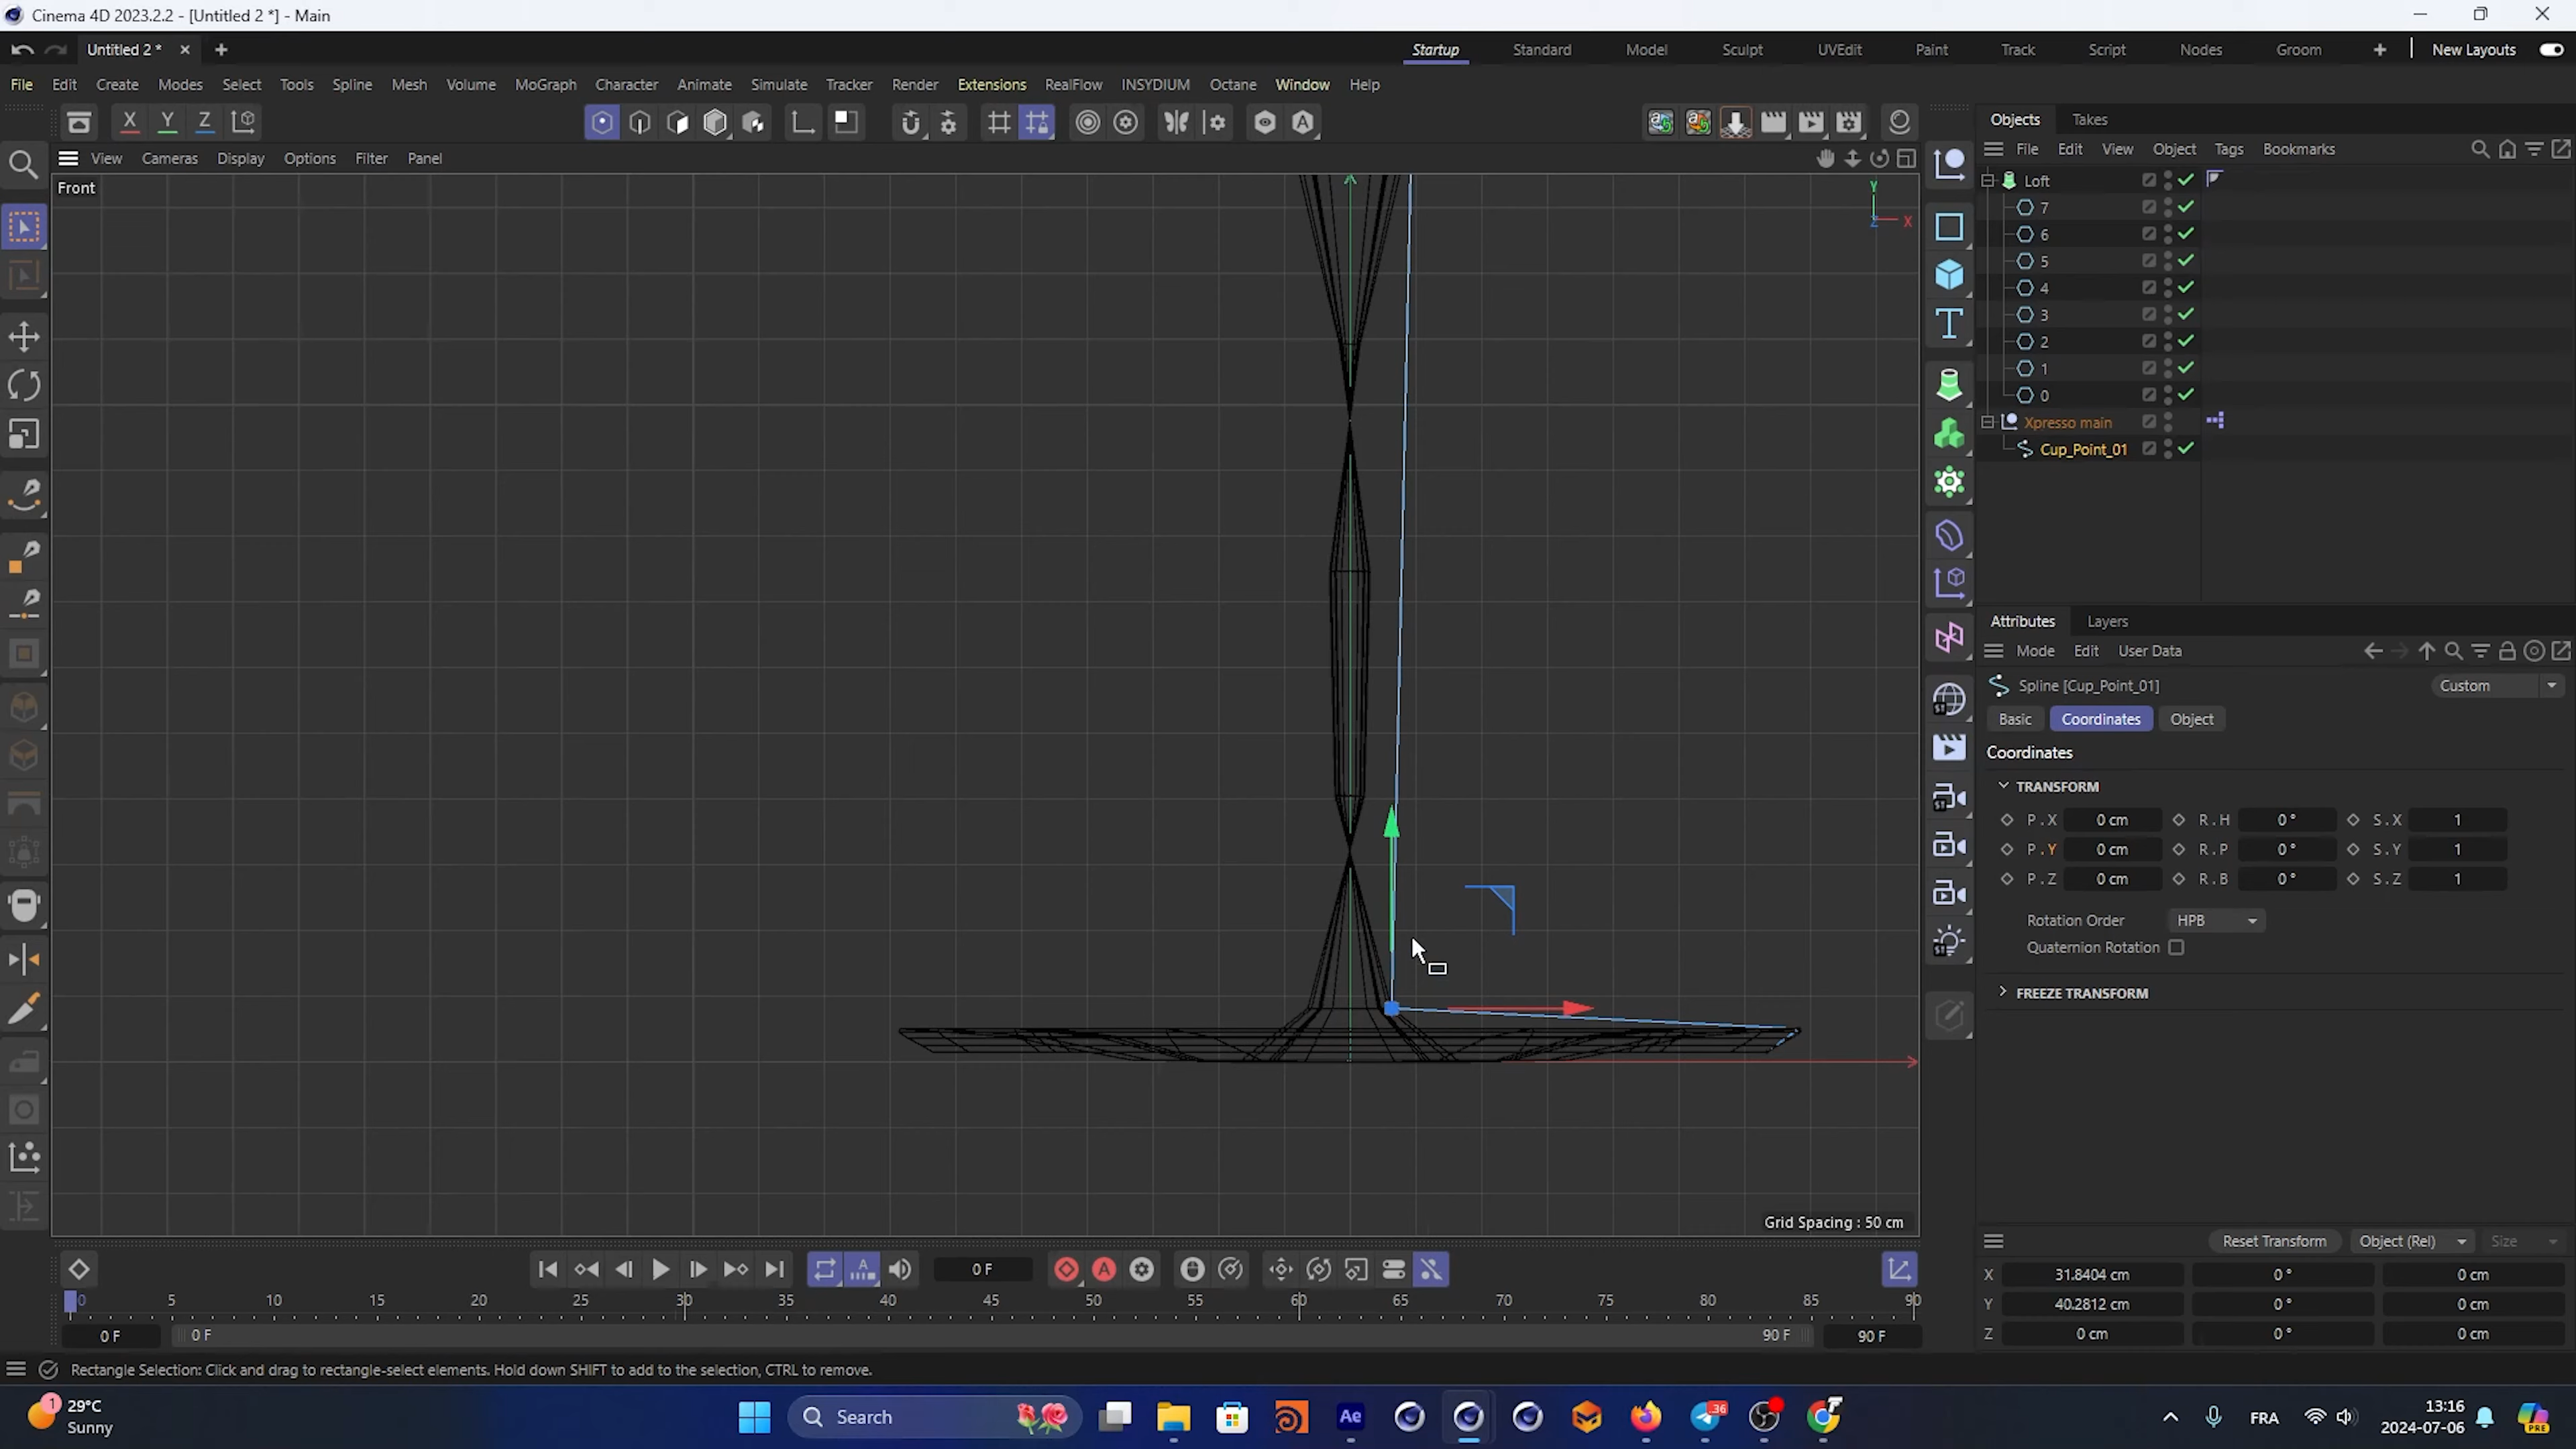 Cinema 4D 2023.2.2 - [Untitled 2 *] - Main
Untitled 2 *
Startup Standard Model Sculpt UVEdit Paint Track Script Nodes Groom New Layouts
File Edit Create Modes Select Tools Spline Mesh Volume MoGraph Character Animate Simulate Tracker Render Extensions RealFlow INSYDIUM Octane Window Help
X Y Z
Objects Takes
View Cameras Display Options Filter Panel
File Edit View Object Tags Bookmarks
Front
Y
X
Z
Loft
7
6
5
4
3
2
1
0
Xpresso main
Cup_Point_01
Attributes Layers
Mode Edit User Data
Spline [Cup_Point_01] Custom
Basic Coordinates Object
Coordinates
TRANSFORM
P . X 0 cm R . H 0 ° S . X 1
P . Y 0 cm R . P 0 ° S . Y 1
P . Z 0 cm R . B 0 ° S . Z 1
Rotation Order HPB
Quaternion Rotation
FREEZE TRANSFORM
Grid Spacing : 50 cm
Reset Transform Object (Rel) Size
0 F
X 31.8404 cm 0 ° 0 cm
Y 40.2812 cm 0 ° 0 cm
Z 0 cm 0 ° 0 cm
0 5 10 15 20 25 30 35 40 45 50 55 60 65 70 75 80 85 90
0 F 0 F 90 F 90 F
Rectangle Selection: Click and drag to rectangle-select elements. Hold down SHIFT to add to the selection, CTRL to remove.
1
29°C
Sunny
Search
Ae
36
FRA
13:16
2024-07-06
PRE